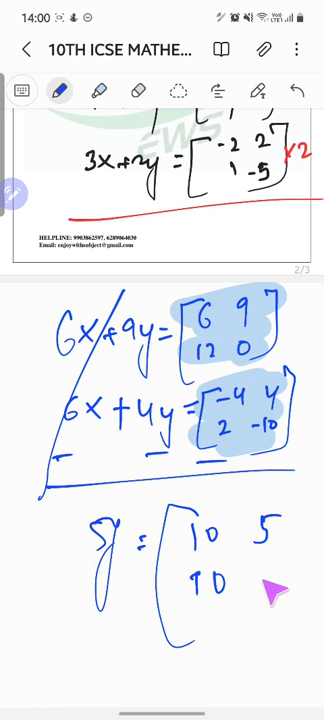 14:00
10TH ICSE MATHE...
EWS
3x+2y = [ -2 2 ] ×2
1 -5
HELPLINE: 9903862597, 6289064030
Email: enjoywithsubject@gmail.com
2/3
6x+9y = [ 6 9 ]
12 0
6x + 4y = [ -4 4 ]
2 -10
— — —
5y = [ 10 5
10